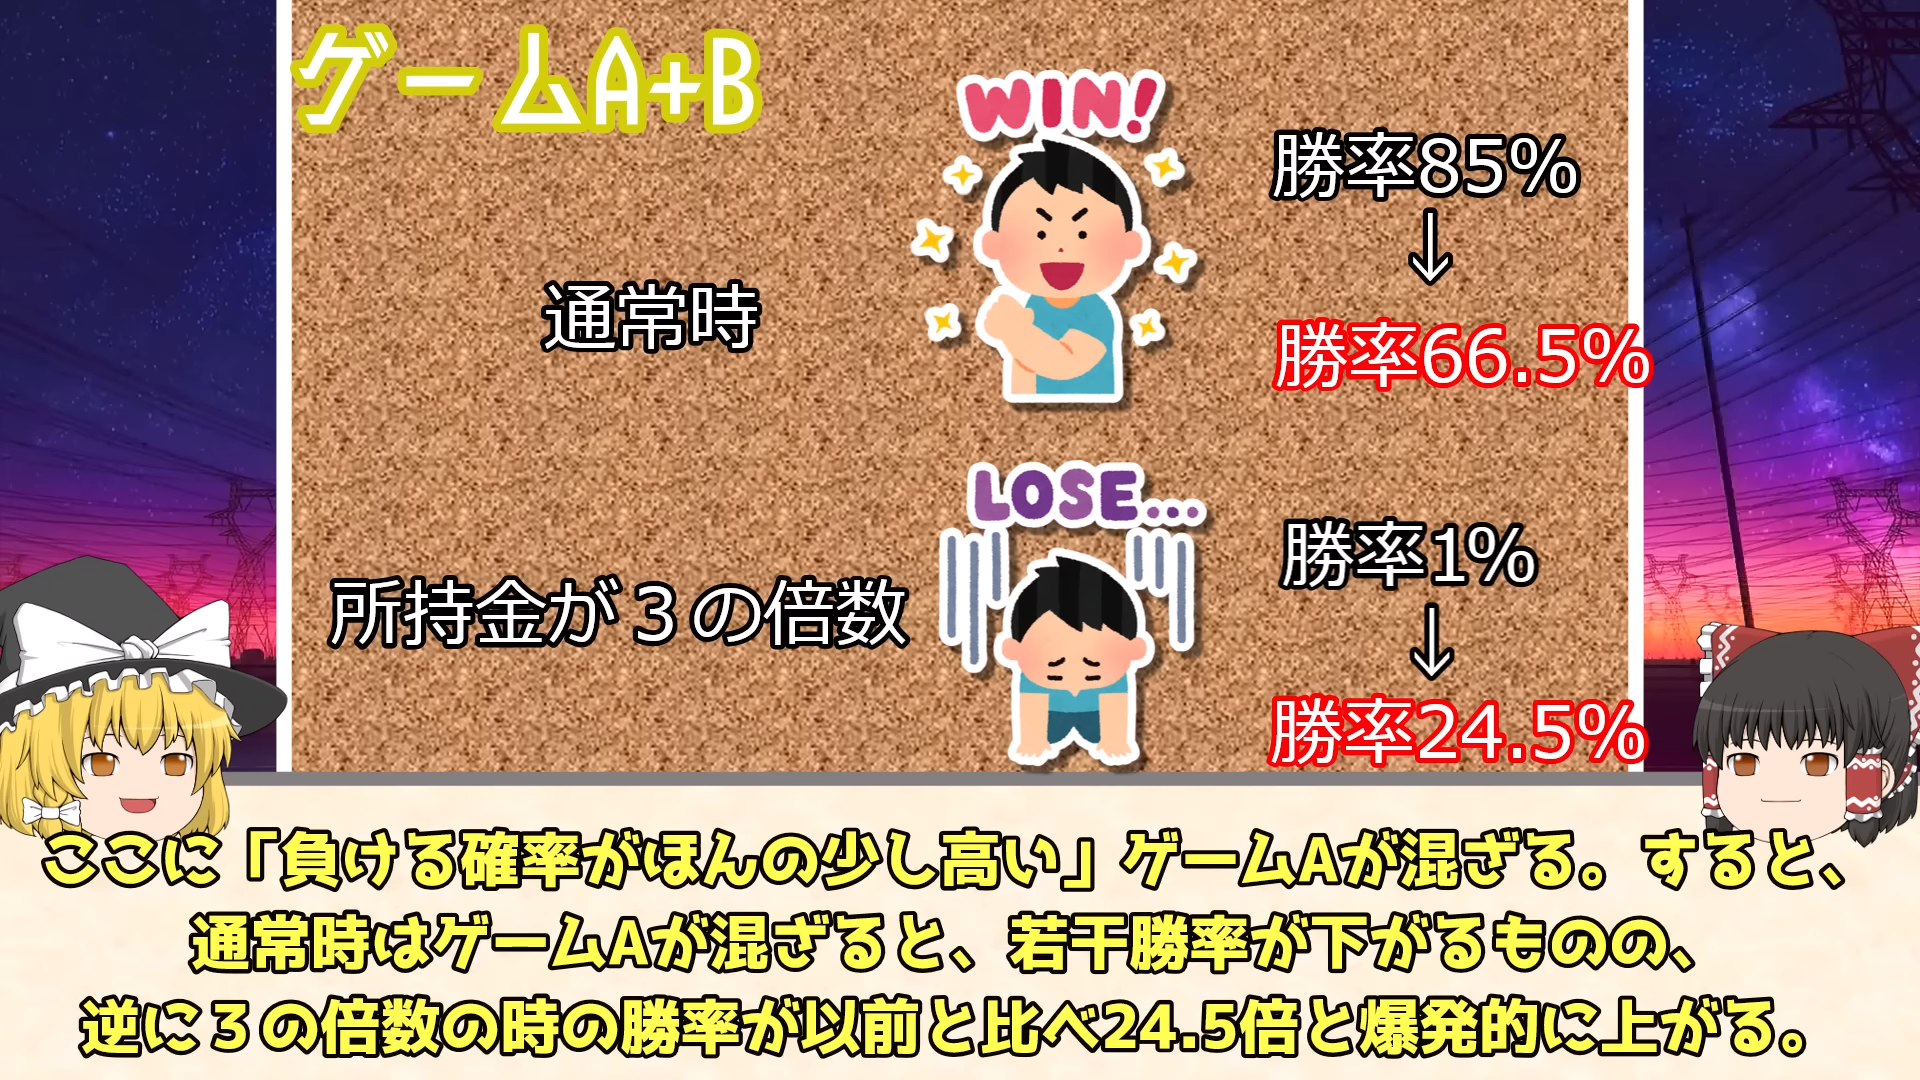 ゲームA+B
WIN!
勝率85%
↓
勝率66.5%
通常時
LOSE...
勝率1%
↓
勝率24.5%
所持金が３の倍数
ここに「負ける確率がほんの少し高い」ゲームAが混ざる。すると、
通常時はゲームAが混ざると、若干勝率が下がるものの、
逆に３の倍数の時の勝率が以前と比べ24.5倍と爆発的に上がる。